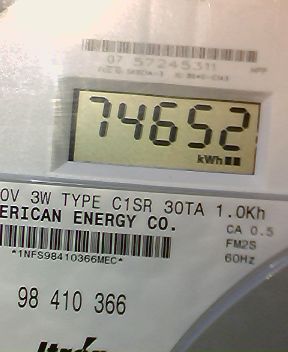 07 57245311
74652
kWh
0V 3W TYPE C1SR 30TA 1.0Kh
ERICAN ENERGY CO.
CA 0.5
FM2S
*1NFS98410366MEC*
60Hz
98 410 366
Itron